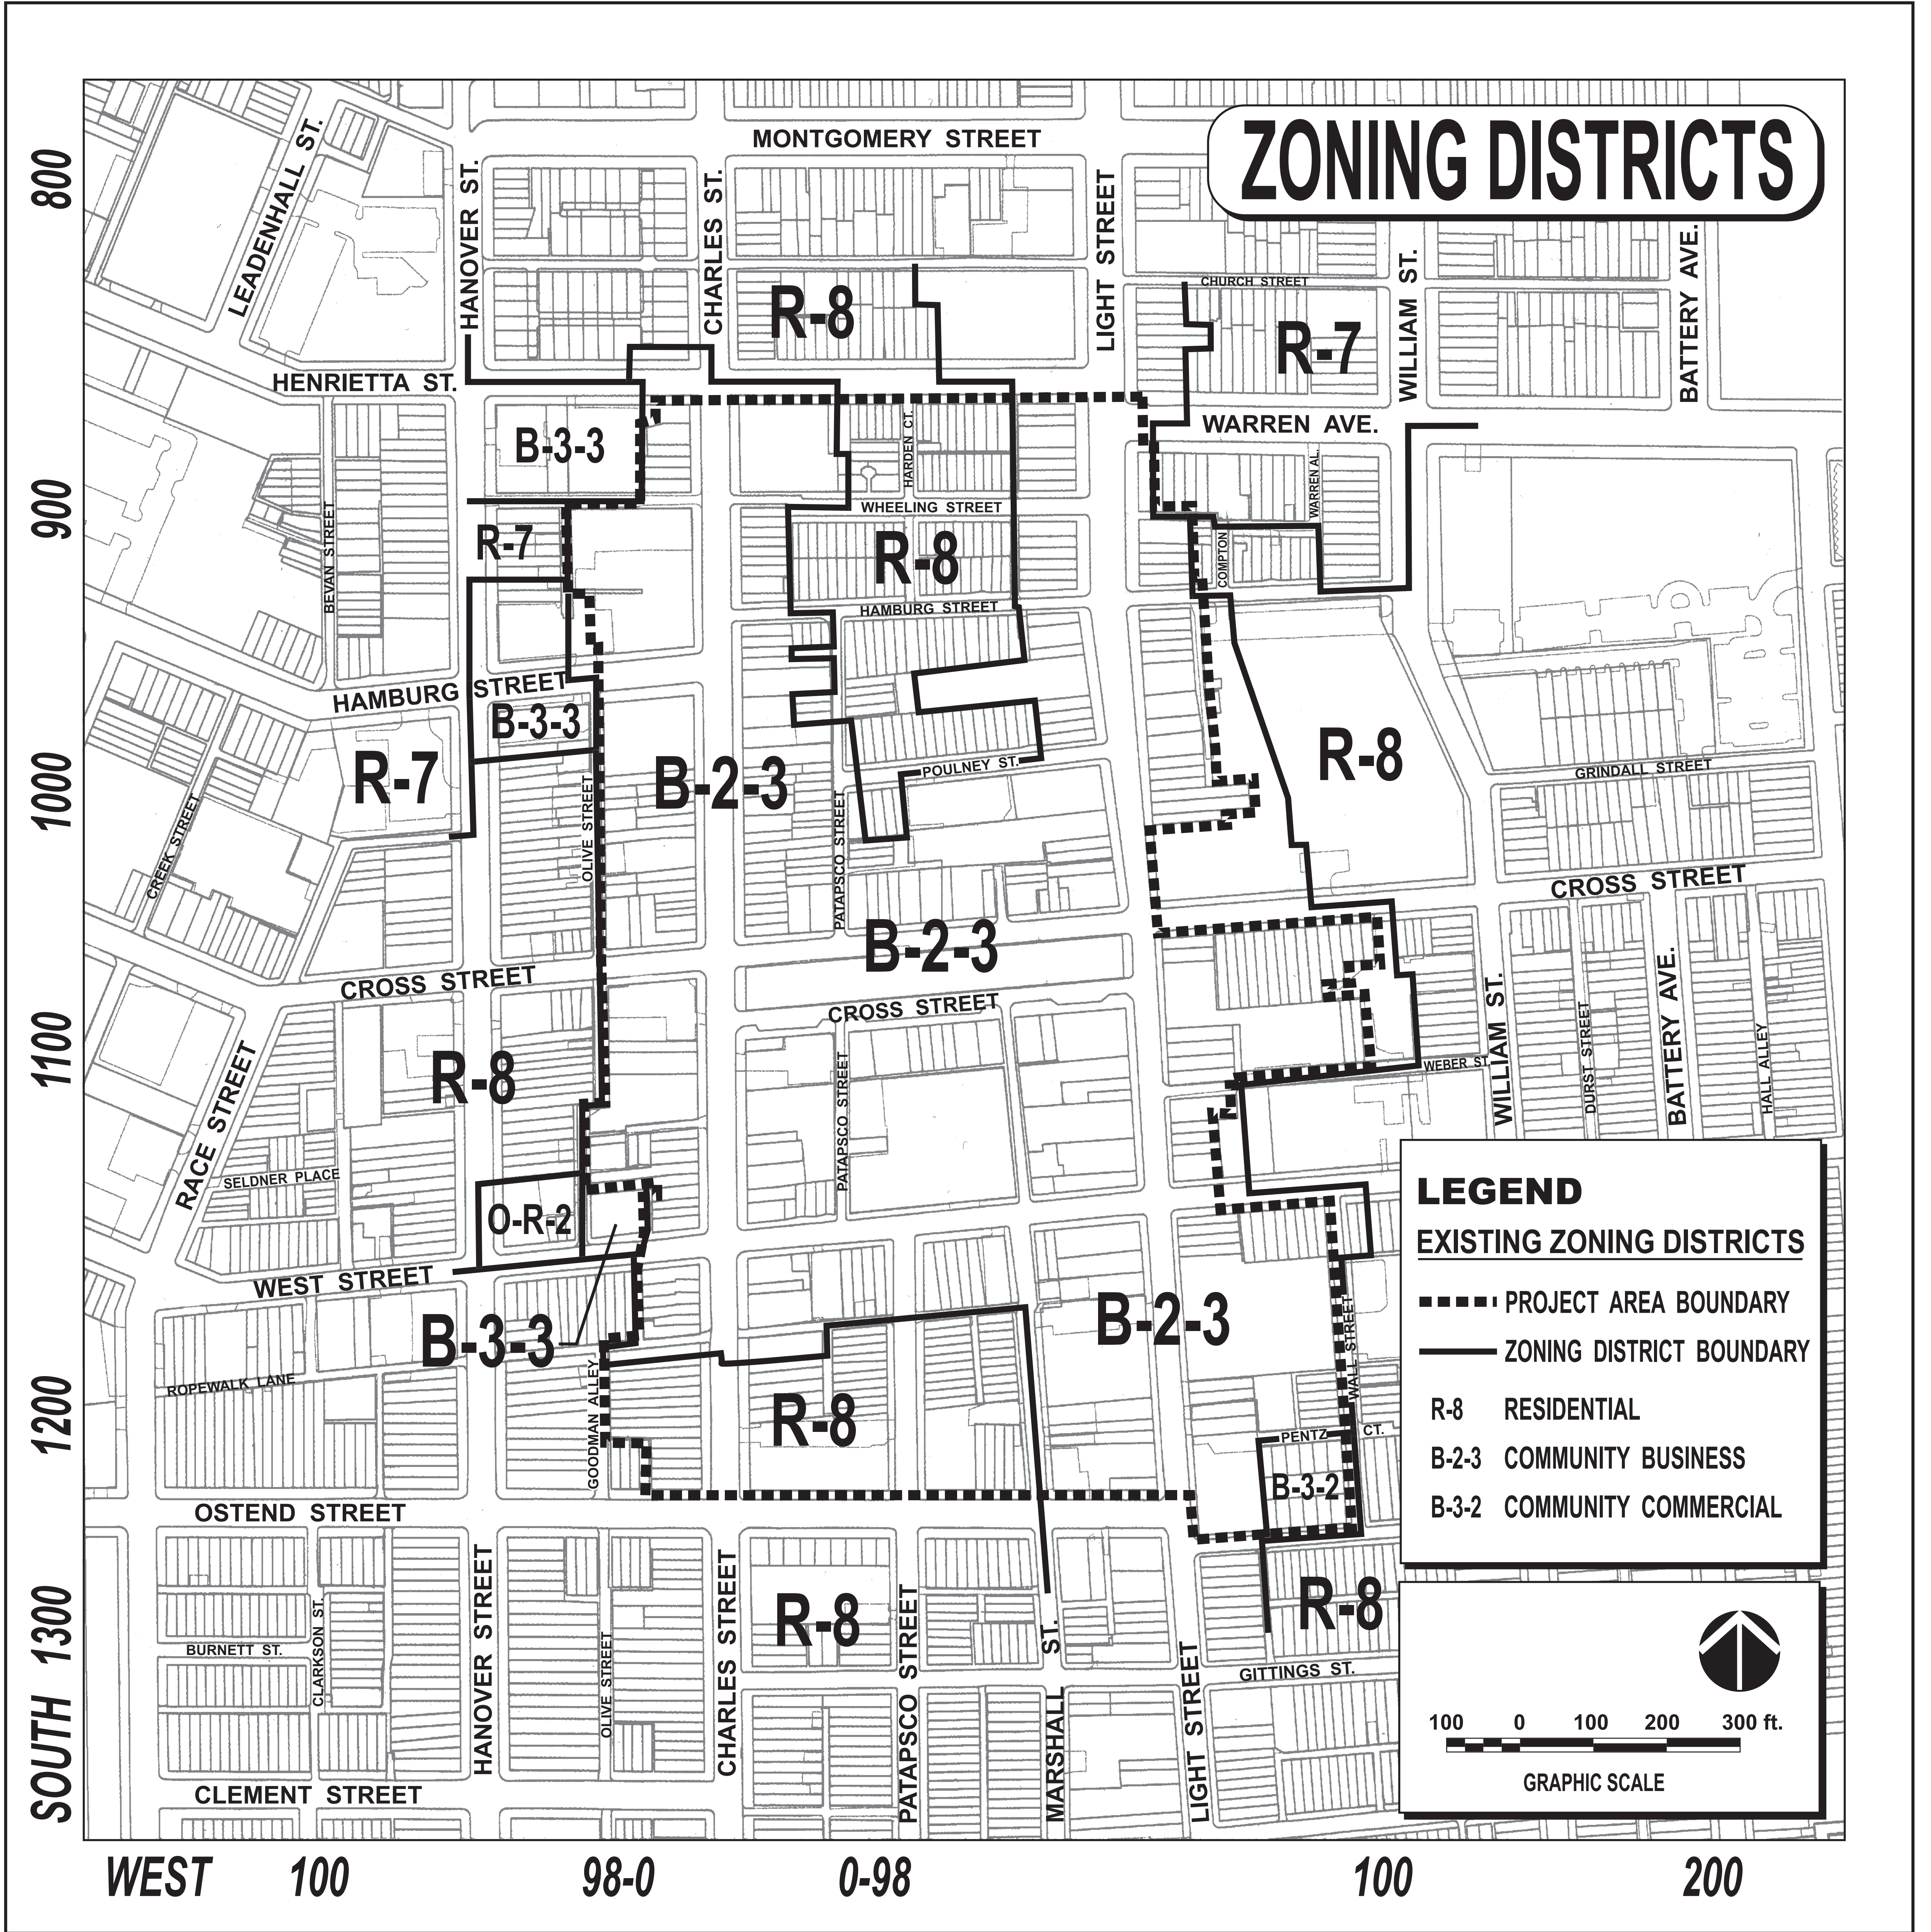 ZONING DISTRICTS
MONTGOMERY STREET
LEADENHALL ST.
HANOVER ST.
CHARLES ST.
LIGHT STREET
CHURCH STREET
WILLIAM ST.
BATTERY AVE.
R-8
R-7
HENRIETTA ST.
WARREN AVE.
B-3-3
HARDEN CT.
WARREN AL.
BEVAN STREET
WHEELING STREET
R-7
R-8
COMPTON
HAMBURG STREET
HAMBURG STREET
B-3-3
R-7
B-2-3
R-8
POULNEY ST.
GRINDALL STREET
OLIVE STREET
PATAPSCO STREET
CREEK STREET
CROSS STREET
B-2-3
CROSS STREET
CROSS STREET
WILLIAM ST.
DURST STREET
BATTERY AVE.
HALL ALLEY
RACE STREET
R-8
PATAPSCO STREET
WEBER ST.
SELDNER PLACE
O-R-2
WEST STREET
B-3-3
B-2-3
WALL STREET
ROPEWALK LANE
GOODMAN ALLEY
R-8
PENTZ CT.
B-3-2
OSTEND STREET
HANOVER STREET
CHARLES STREET
PATAPSCO STREET
MARSHALL ST.
LIGHT STREET
R-8
R-8
CLARKSON ST.
BURNETT ST.
OLIVE STREET
GITTINGS ST.
CLEMENT STREET
LEGEND
EXISTING ZONING DISTRICTS
PROJECT AREA BOUNDARY
ZONING DISTRICT BOUNDARY
R-8 RESIDENTIAL
B-2-3 COMMUNITY BUSINESS
B-3-2 COMMUNITY COMMERCIAL
100 0 100 200 300 ft.
GRAPHIC SCALE
800
900
1000
1100
1200
SOUTH 1300
WEST 100 98-0 0-98 100 200